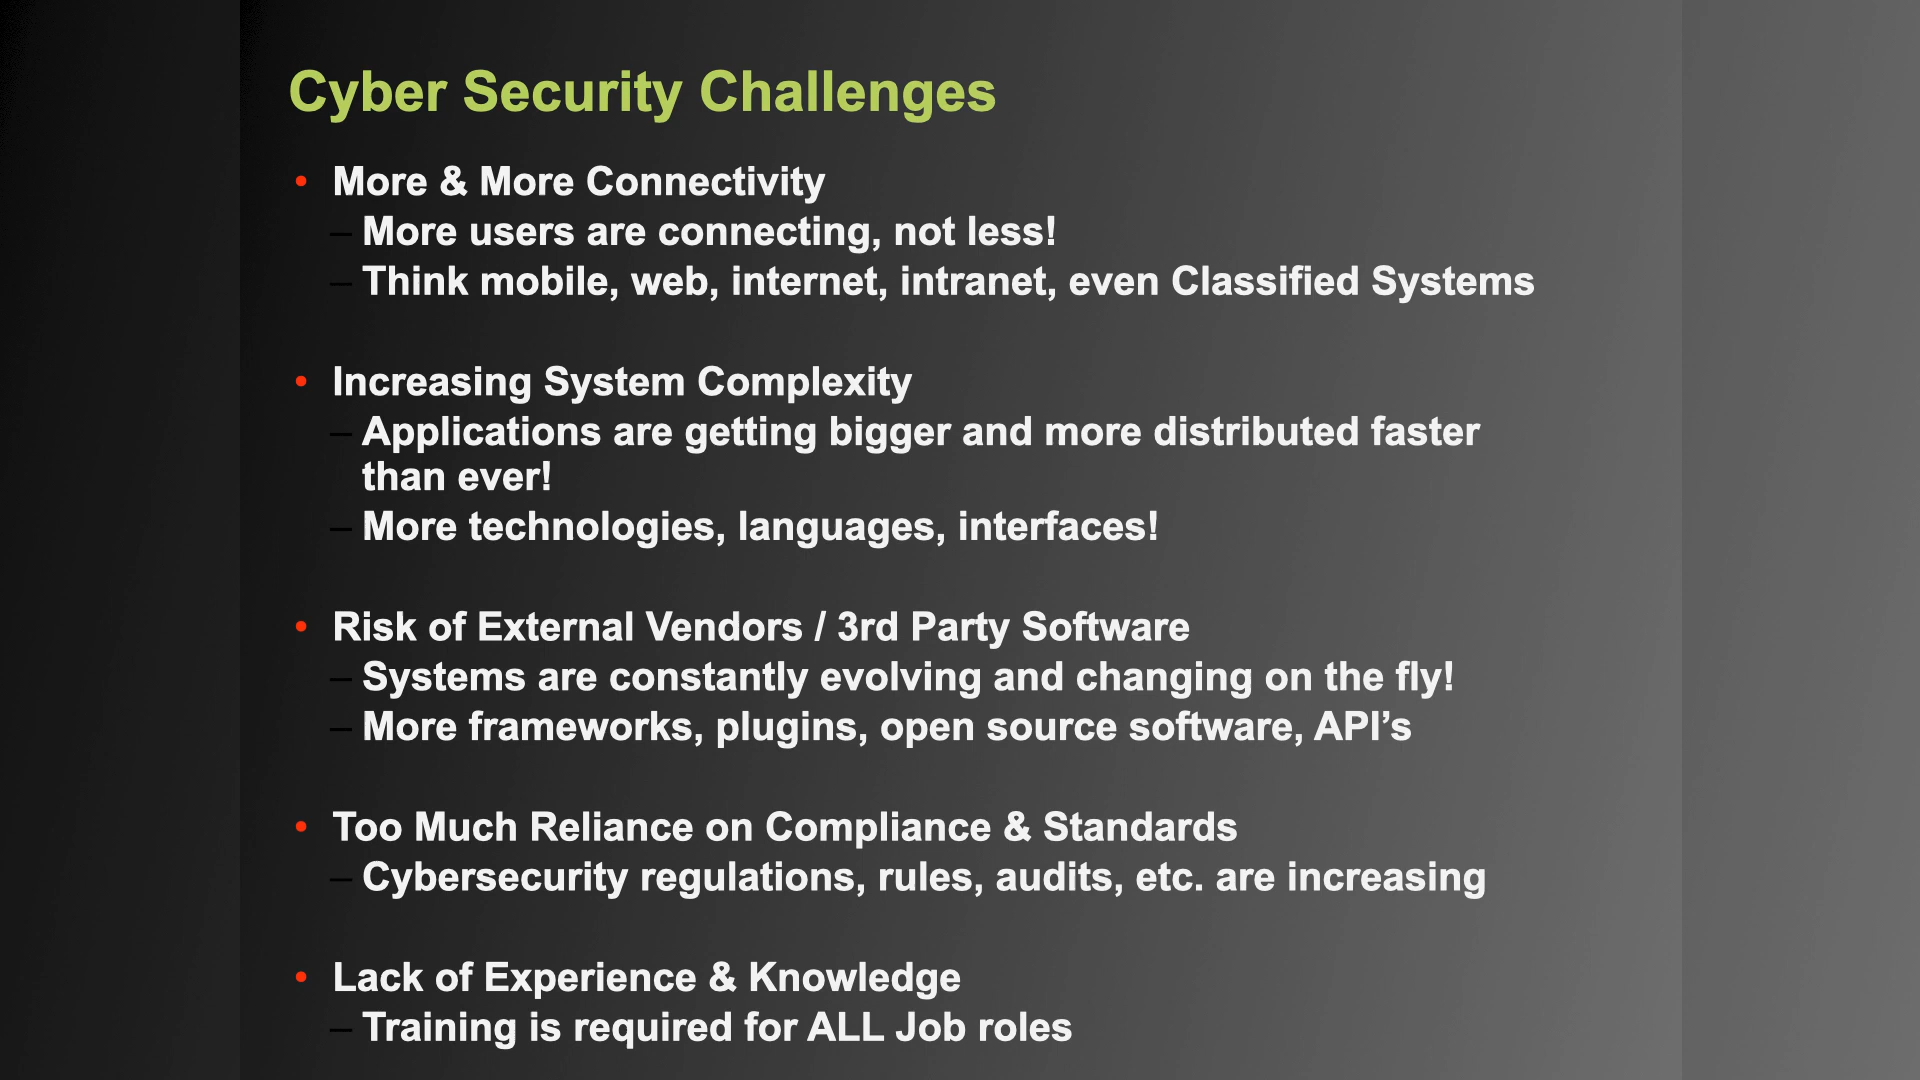 Cyber Security Challenges
• More & More Connectivity
– More users are connecting, not less!
– Think mobile, web, internet, intranet, even Classified Systems
• Increasing System Complexity
– Applications are getting bigger and more distributed faster
than ever!
– More technologies, languages, interfaces!
• Risk of External Vendors / 3rd Party Software
– Systems are constantly evolving and changing on the fly!
– More frameworks, plugins, open source software, API’s
• Too Much Reliance on Compliance & Standards
– Cybersecurity regulations, rules, audits, etc. are increasing
• Lack of Experience & Knowledge
– Training is required for ALL Job roles